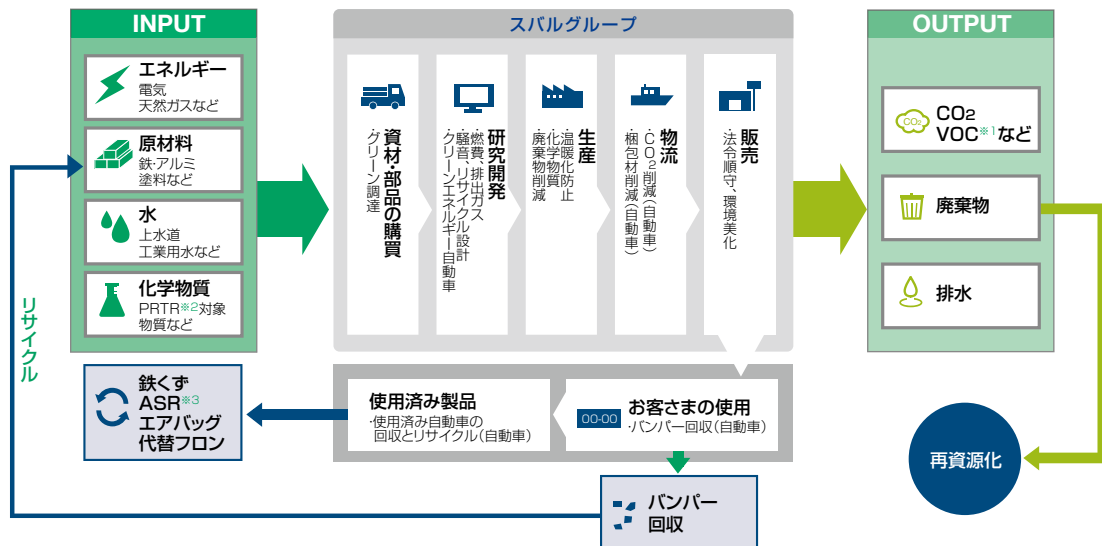 INPUT
エネルギー
電気
天然ガスなど
原材料
鉄・アルミ
塗料など
水
上水道
工業用水など
化学物質
PRTR※2対象
物質など
リサイクル
スバルグループ
資材・部品の購買
・グリーン調達
研究開発
・燃費、排出ガス
・騒音、リサイクル設計
・クリーンエネルギー自動車
生産
・温暖化防止
・化学物質
・廃棄物削減
物流
・CO2削減(自動車)
・梱包材削減(自動車)
販売
・法令順守、環境美化
OUTPUT
CO2
CO2
VOC※1など
廃棄物
排水
鉄くず
ASR※3
エアバッグ
代替フロン
使用済み製品
・使用済み自動車の
回収とリサイクル(自動車)
00-00
お客さまの使用
・バンパー回収(自動車)
再資源化
バンパー
回収